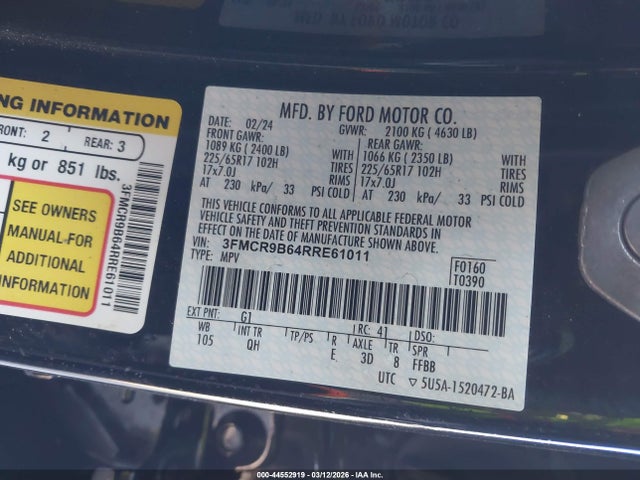 MFG. BY FORD MOTOR CO.
NG INFORMATION
FRONT: 2 REAR: 3
kg or 851 lbs.
SEE OWNERS
MANUAL FOR
ADDITIONAL
INFORMATION
3FMCR9B64RRE61011
MFD. BY FORD MOTOR CO.
DATE: 02/24 GVWR: 2100 KG ( 4630 LB)
FRONT GAWR: REAR GAWR:
1089 KG ( 2400 LB) 1066 KG ( 2350 LB)
225/65R17 102H TIRES 225/65R17 102H TIRES
17x7.0J RIMS 17x7.0J RIMS
AT 230 kPa/ 33 PSI COLD AT 230 kPa/ 33 PSI COLD
THIS VEHICLE CONFORMS TO ALL APPLICABLE FEDERAL MOTOR
VEHICLE SAFETY AND THEFT PREVENTION STANDARDS IN
EFFECT ON THE DATE OF MANUFACTURE SHOWN ABOVE.
VIN: 3FMCR9B64RRE61011
TYPE: MPV
F0160
T0390
EXT PNT: G1 RC: 41 DSO:
WB INT TR TP/PS R AXLE TR SPR
105 QH E. 3D 8 FFBB
UTC ▽ 5U5A-1520472-BA
000-44552919 | 03/12/2026 | IAA Inc.